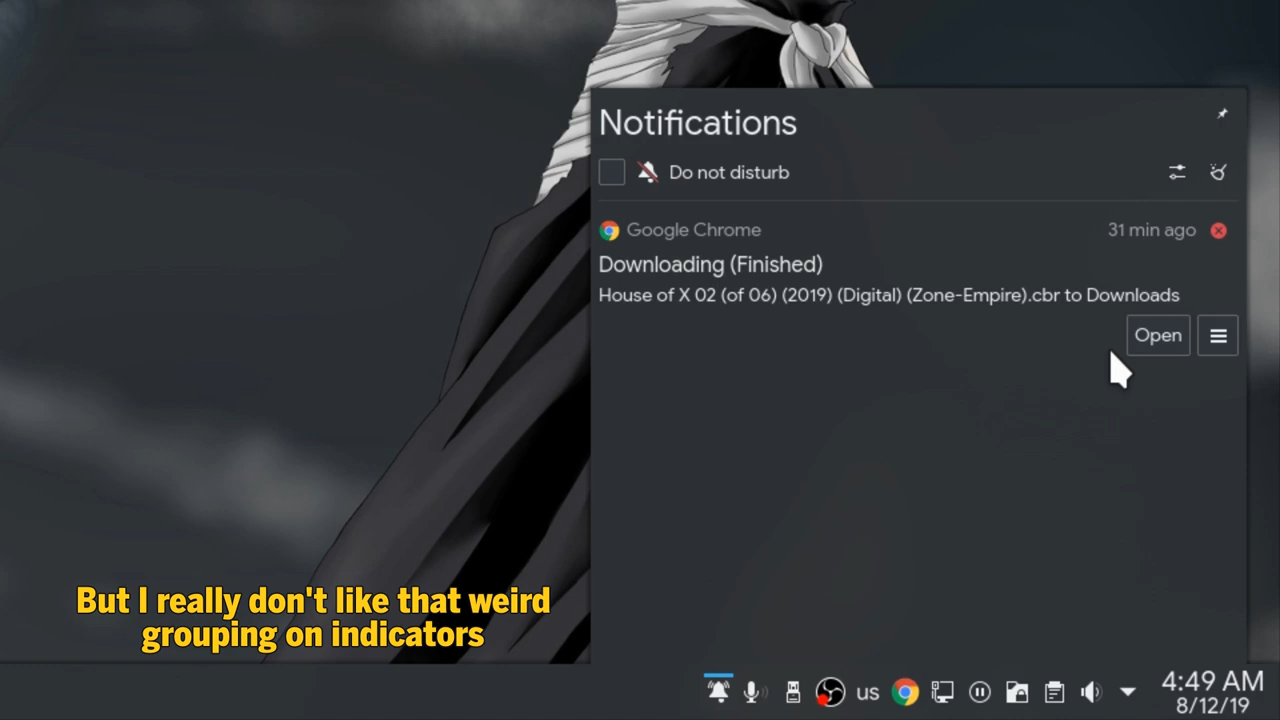 Notifications
Do not disturb
Google Chrome 31 min ago
Downloading (Finished)
House of X 02 (of 06) (2019) (Digital) (Zone-Empire).cbr to Downloads
Open
But I really don't like that weird
grouping on indicators
us
4:49 AM
8/12/19